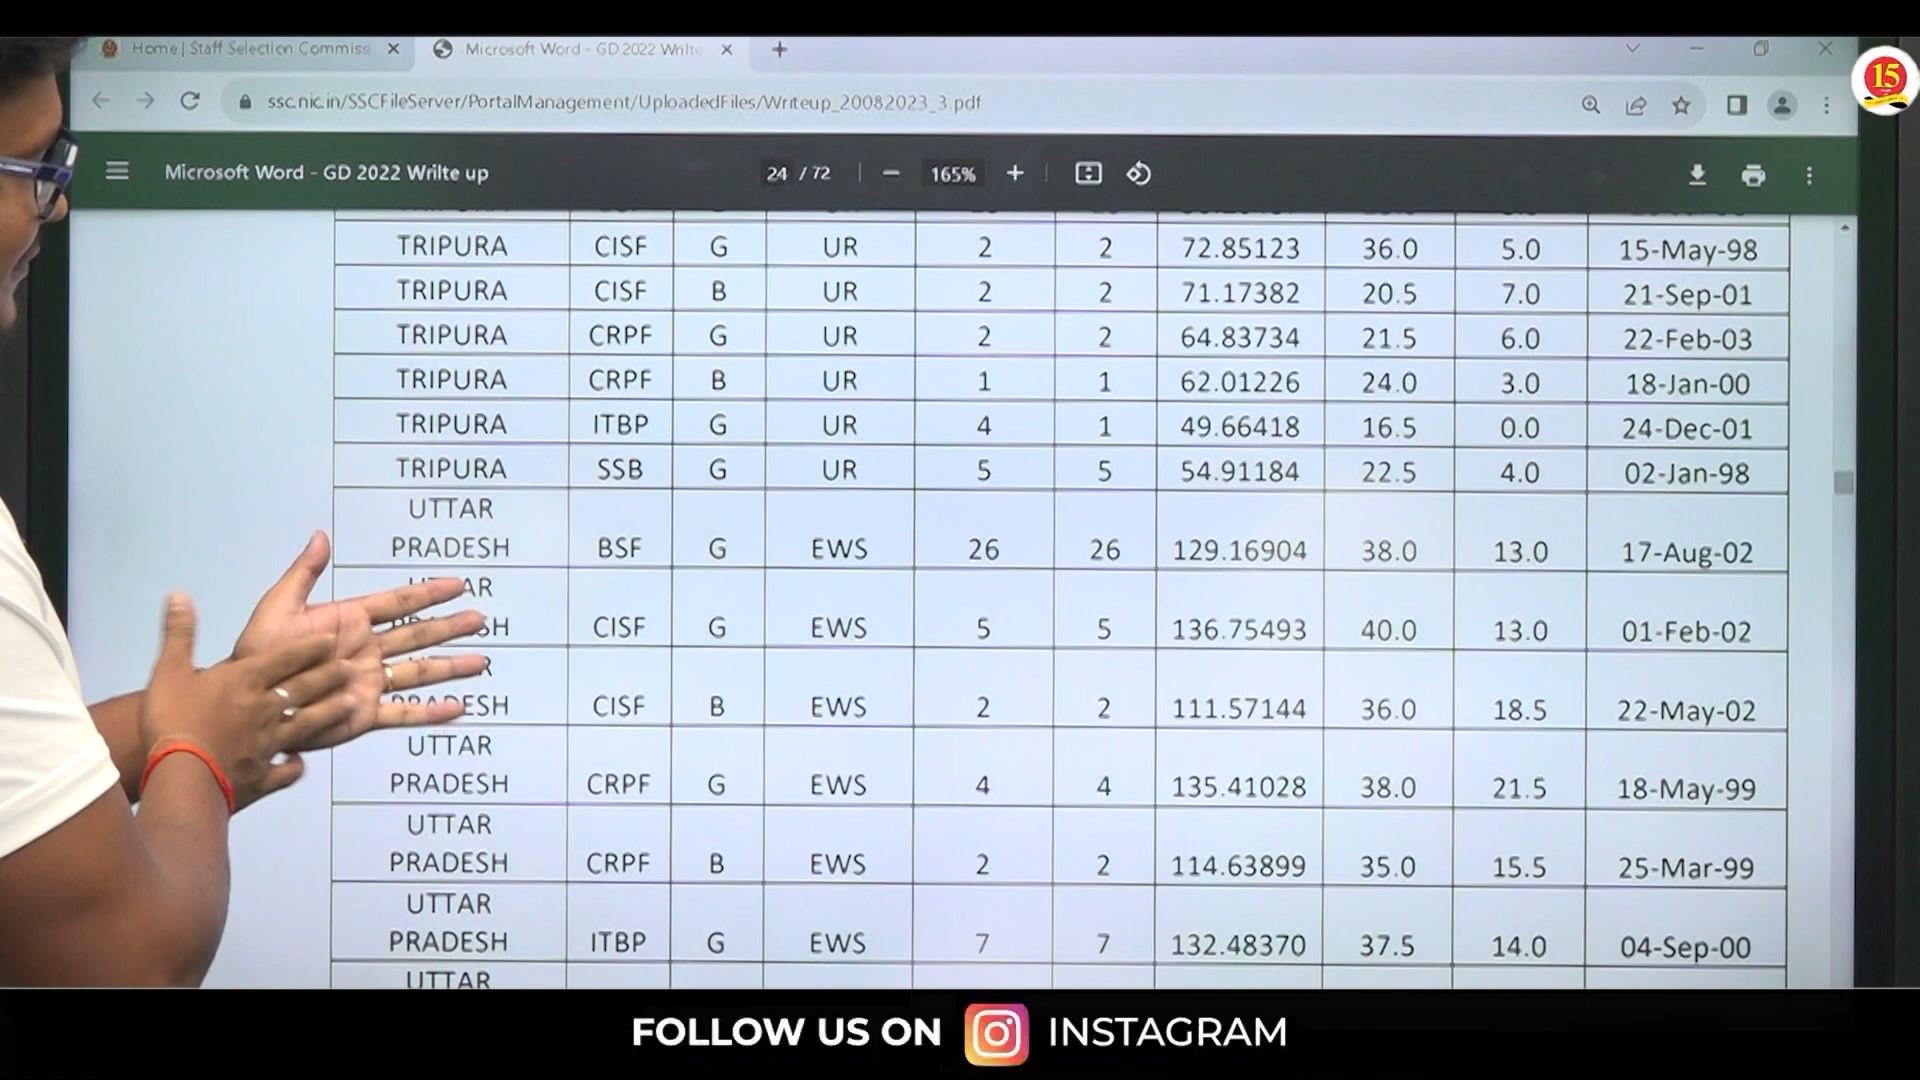 Home | Staff Selection Commiss
Microsoft Word - GD 2022 Wrilte
15
ssc.nic.in/SSCFileServer/PortalManagement/UploadedFiles/Writeup_20082023_3.pdf
Microsoft Word - GD 2022 Wrilte up 24 / 72 165%
TRIPURA CISF G UR 2 2 72.85123 36.0 5.0 15-May-98
TRIPURA CISF B UR 2 2 71.17382 20.5 7.0 21-Sep-01
TRIPURA CRPF G UR 2 2 64.83734 21.5 6.0 22-Feb-03
TRIPURA CRPF B UR 1 1 62.01226 24.0 3.0 18-Jan-00
TRIPURA ITBP G UR 4 1 49.66418 16.5 0.0 24-Dec-01
TRIPURA SSB G UR 5 5 54.91184 22.5 4.0 02-Jan-98
UTTAR
PRADESH BSF G EWS 26 26 129.16904 38.0 13.0 17-Aug-02
CISF G EWS 5 5 136.75493 40.0 13.0 01-Feb-02
CISF B EWS 2 2 111.57144 36.0 18.5 22-May-02
UTTAR
PRADESH CRPF G EWS 4 4 135.41028 38.0 21.5 18-May-99
UTTAR
PRADESH CRPF B EWS 2 2 114.63899 35.0 15.5 25-Mar-99
UTTAR
PRADESH ITBP G EWS 7 7 132.48370 37.5 14.0 04-Sep-00
UTTAR
FOLLOW US ON INSTAGRAM